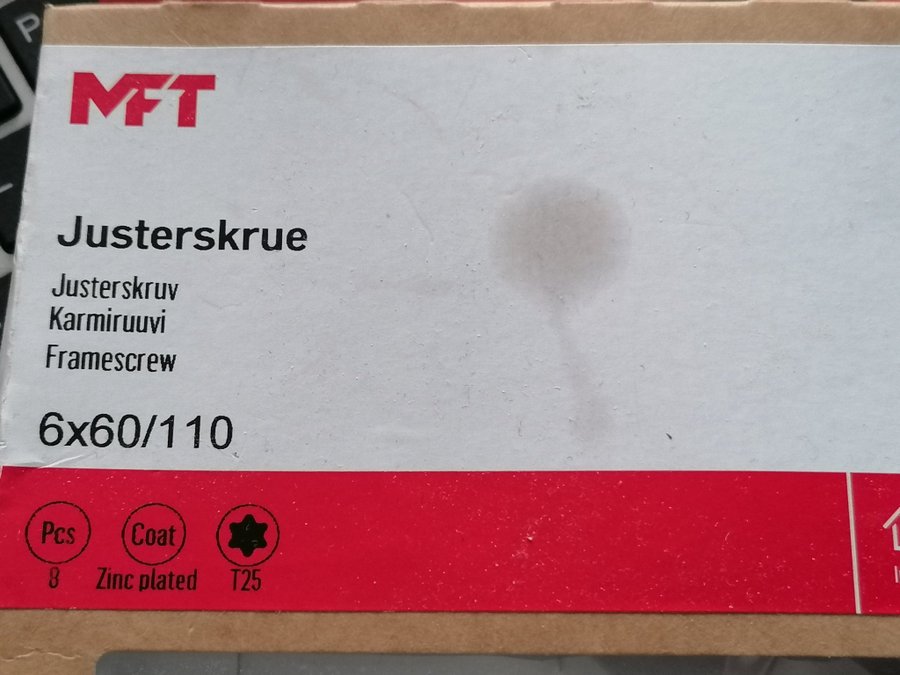 P
MFT
Justerskrue
Justerskruv
Karmiruuvi
Framescrew
6x60/110
Pcs Coat
8 Zinc plated T25